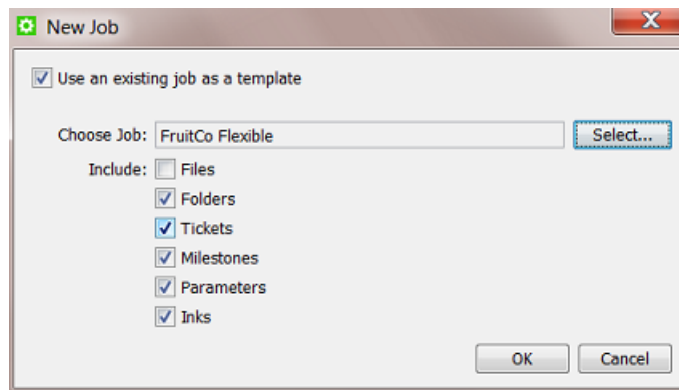 New Job
Use an existing job as a template
Choose Job: FruitCo Flexible Select...
Include: Files
Folders
Tickets
Milestones
Parameters
Inks
OK Cancel